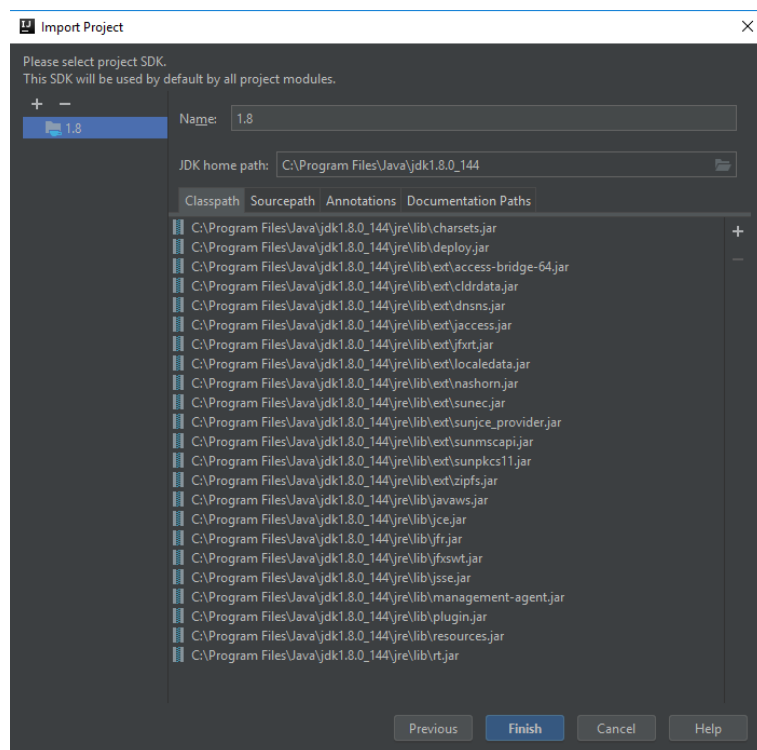 Import Project
Please select project SDK.
This SDK will be used by default by all project modules.
1.8
Name: 1.8
JDK home path: C:\Program Files\Java\jdk1.8.0_144
Classpath Sourcepath Annotations Documentation Paths
C:\Program Files\Java\jdk1.8.0_144\jre\lib\charsets.jar
C:\Program Files\Java\jdk1.8.0_144\jre\lib\deploy.jar
C:\Program Files\Java\jdk1.8.0_144\jre\lib\ext\access-bridge-64.jar
C:\Program Files\Java\jdk1.8.0_144\jre\lib\ext\cldrdata.jar
C:\Program Files\Java\jdk1.8.0_144\jre\lib\ext\dnsns.jar
C:\Program Files\Java\jdk1.8.0_144\jre\lib\ext\jaccess.jar
C:\Program Files\Java\jdk1.8.0_144\jre\lib\ext\jfxrt.jar
C:\Program Files\Java\jdk1.8.0_144\jre\lib\ext\localedata.jar
C:\Program Files\Java\jdk1.8.0_144\jre\lib\ext\nashorn.jar
C:\Program Files\Java\jdk1.8.0_144\jre\lib\ext\sunec.jar
C:\Program Files\Java\jdk1.8.0_144\jre\lib\ext\sunjce_provider.jar
C:\Program Files\Java\jdk1.8.0_144\jre\lib\ext\sunmscapi.jar
C:\Program Files\Java\jdk1.8.0_144\jre\lib\ext\sunpkcs11.jar
C:\Program Files\Java\jdk1.8.0_144\jre\lib\ext\zipfs.jar
C:\Program Files\Java\jdk1.8.0_144\jre\lib\javaws.jar
C:\Program Files\Java\jdk1.8.0_144\jre\lib\jce.jar
C:\Program Files\Java\jdk1.8.0_144\jre\lib\jfr.jar
C:\Program Files\Java\jdk1.8.0_144\jre\lib\jfxswt.jar
C:\Program Files\Java\jdk1.8.0_144\jre\lib\jsse.jar
C:\Program Files\Java\jdk1.8.0_144\jre\lib\management-agent.jar
C:\Program Files\Java\jdk1.8.0_144\jre\lib\plugin.jar
C:\Program Files\Java\jdk1.8.0_144\jre\lib\resources.jar
C:\Program Files\Java\jdk1.8.0_144\jre\lib\rt.jar
Previous Finish Cancel Help